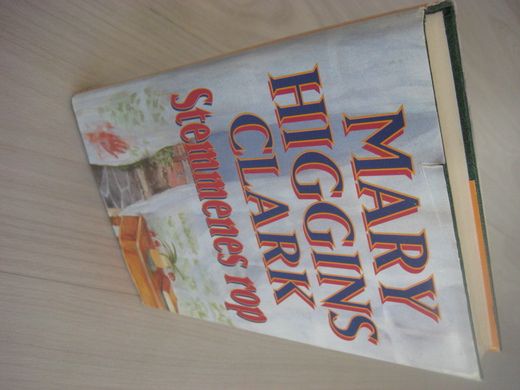 MARY
HIGGINS
CLARK
Stemmenes rop